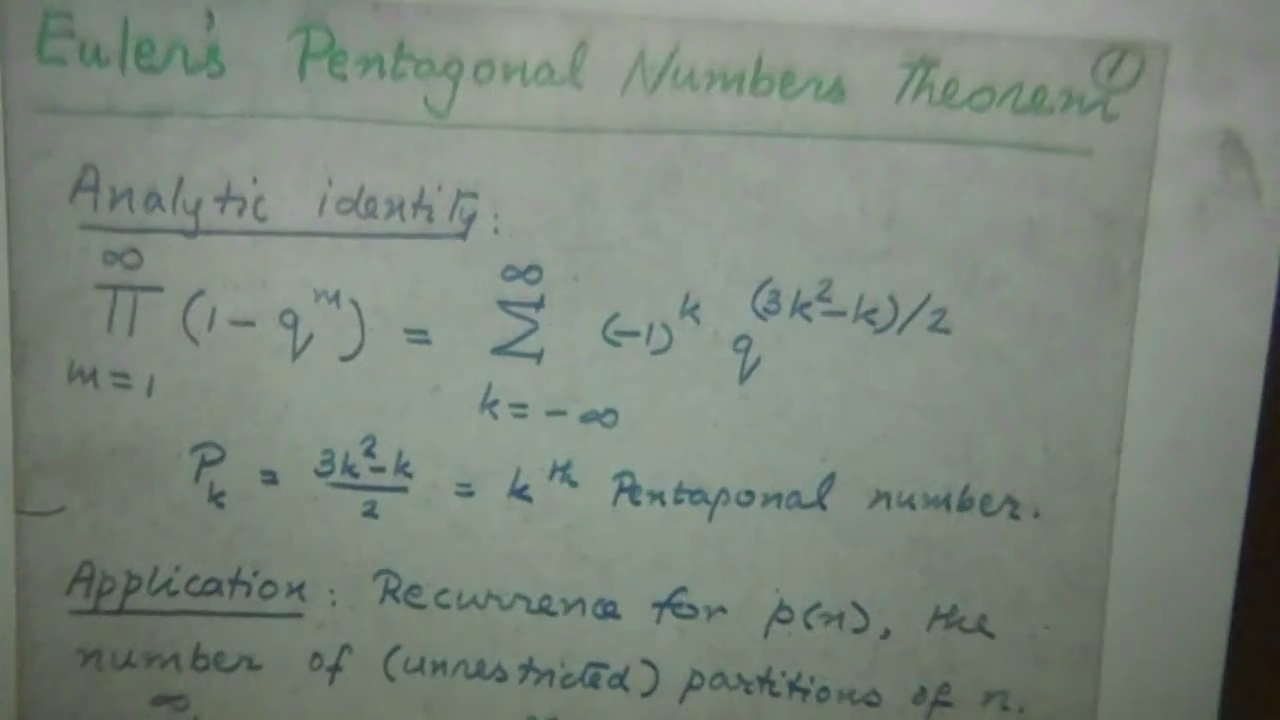 Euler's Pentagonal Numbers Theorem ①
Analytic identity:
∞ ∏ m=1 (1 - q^m) = ∞ ∑ k=-∞ (-1)^k q^(3k²-k)/2
P_k = 3k²-k / 2 = k^th Pentagonal number.
Application: Recurrence for p(n), the
number of (unrestricted) partitions of n.
∞